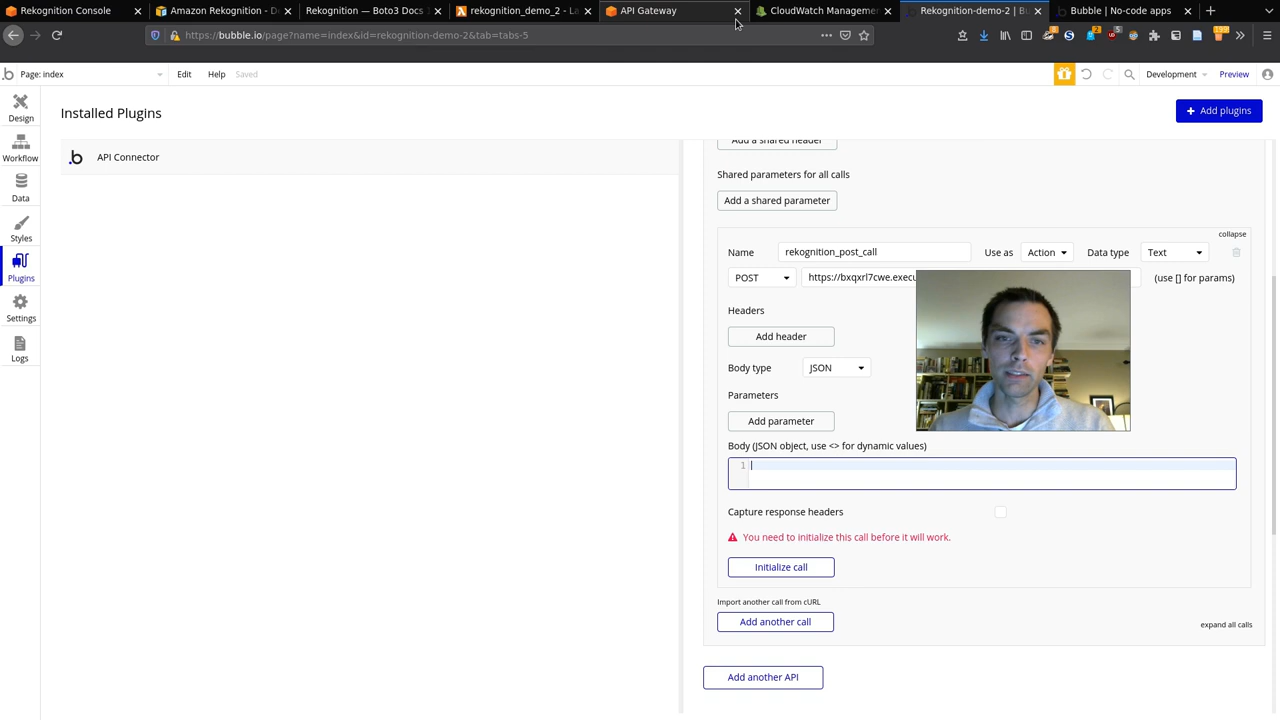 Rekognition Console
Amazon Rekognition - D
Rekognition — Boto3 Docs 1
rekognition_demo_2 - La
API Gateway
CloudWatch Managemen
Rekognition-demo-2 | Bu
Bubble | No-code apps
https://bubble.io/page?name=index&id=rekognition-demo-2&tab=tabs-5
Page: index
Edit
Help
Saved
Development
Preview
Design
Workflow
Data
Styles
Plugins
Settings
Logs
Installed Plugins
+ Add plugins
API Connector
Add a shared header
Shared parameters for all calls
Add a shared parameter
collapse
Name
rekognition_post_call
Use as
Action
Data type
Text
POST
https://bxqxrl7cwe.execu
(use [] for params)
Headers
Add header
Body type
JSON
Parameters
Add parameter
Body (JSON object, use <> for dynamic values)
1
Capture response headers
You need to initialize this call before it will work.
Initialize call
Import another call from cURL
Add another call
expand all calls
Add another API